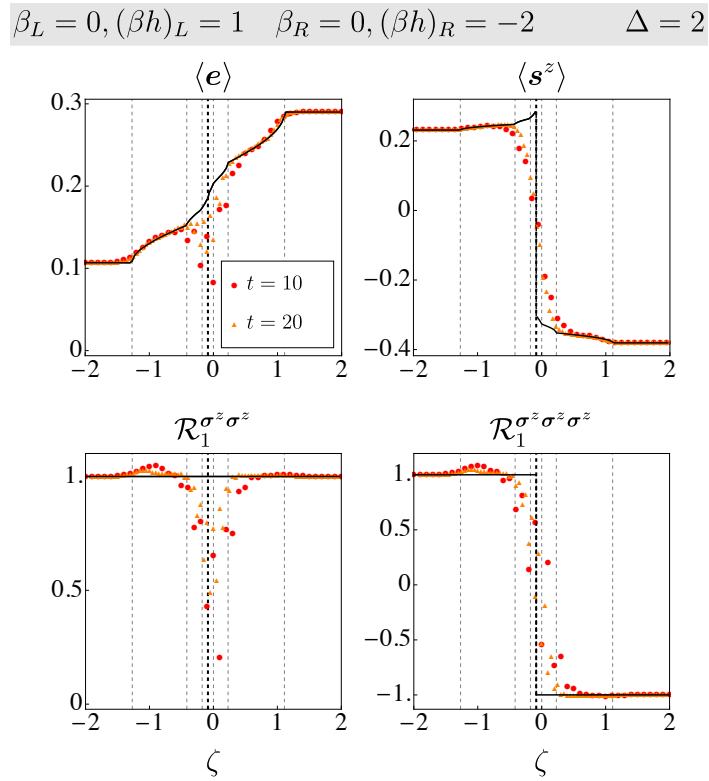 β_L = 0, (βh)_L = 1 β_R = 0, (βh)_R = −2 Δ = 2
⟨e⟩ ⟨s^z⟩
0.3
0.2
0.1
0
0.2
0
−0.2
−0.4
t = 10
t = 20
−2 −1 0 1 2 −2 −1 0 1 2
R_1^{σ^z σ^z} R_1^{σ^z σ^z σ^z σ^z}
1.
0.5
0
1.
0.5
0
−0.5
−1.
−2 −1 0 1 2 −2 −1 0 1 2
ζ ζ